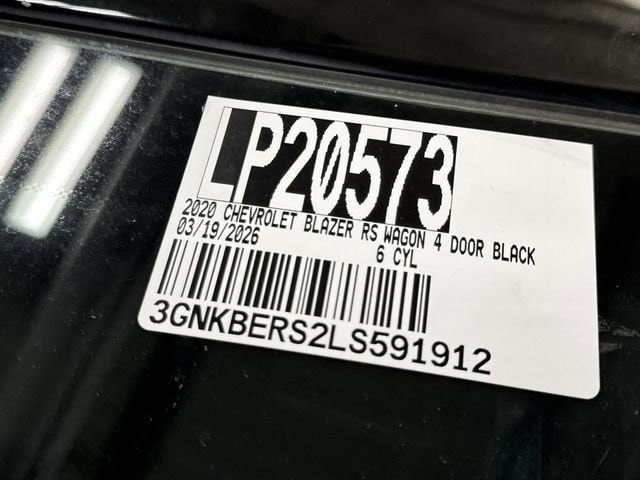 LP20573
2020 CHEVROLET BLAZER RS WAGON 4 DOOR BLACK
03/19/2026 6 CYL
3GNKBERS2LS591912